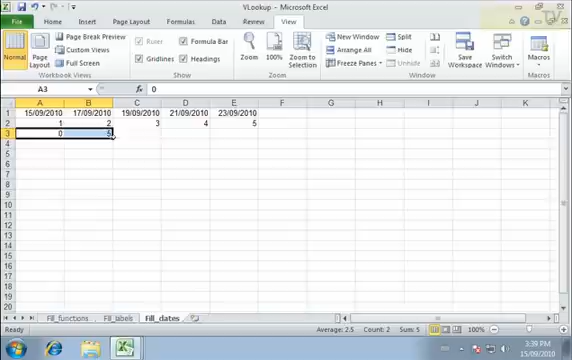 VLookup - Microsoft Excel
File Home Insert Page Layout Formulas Data Review View
Normal Page Layout Page Break Preview Custom Views Full Screen
Ruler Formula Bar Gridlines Headings
Zoom 100% Zoom to Selection
New Window Arrange All Freeze Panes Split Hide Unhide
Save Workspace Switch Windows Macros
Workbook Views Show Zoom Window Macros
A3 fx 0
A B C D E F G H I J K
1 15/09/2010 17/09/2010 19/09/2010 21/09/2010 23/09/2010
2 1 2 3 4 5
3 0 5
4
5
6
7
8
9
10
11
12
13
14
15
16
17
18
19
20
Fill_functions Fill_labels Fill_dates
Ready Average: 2.5 Count: 2 Sum: 5 100%
3:39 PM
15/09/2010